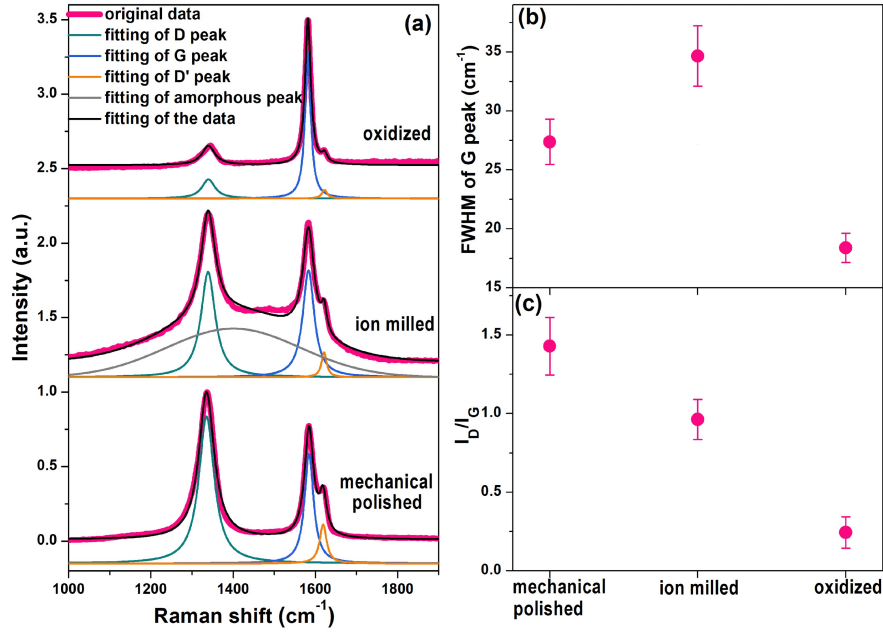 (a)
original data
fitting of D peak
fitting of G peak
fitting of D' peak
fitting of amorphous peak
fitting of the data
oxidized
ion milled
mechanical
polished
3.5
3.0
2.5
2.0
1.5
1.0
0.5
0.0
Intensity (a.u.)
1000
1200
1400
1600
1800
Raman shift (cm⁻¹)
(b)
40
35
30
25
20
15
FWHM of G peak (cm⁻¹)
(c)
1.5
1.0
0.5
0.0
I_D/I_G
mechanical
polished
ion milled
oxidized